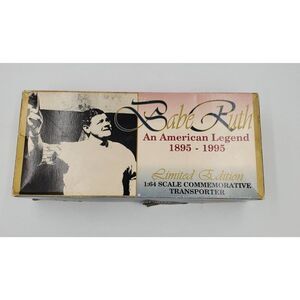 Babe Ruth
An American Legend
1895 - 1995
Limited Edition
1:64 SCALE COMMEMORATIVE
TRANSPORTER